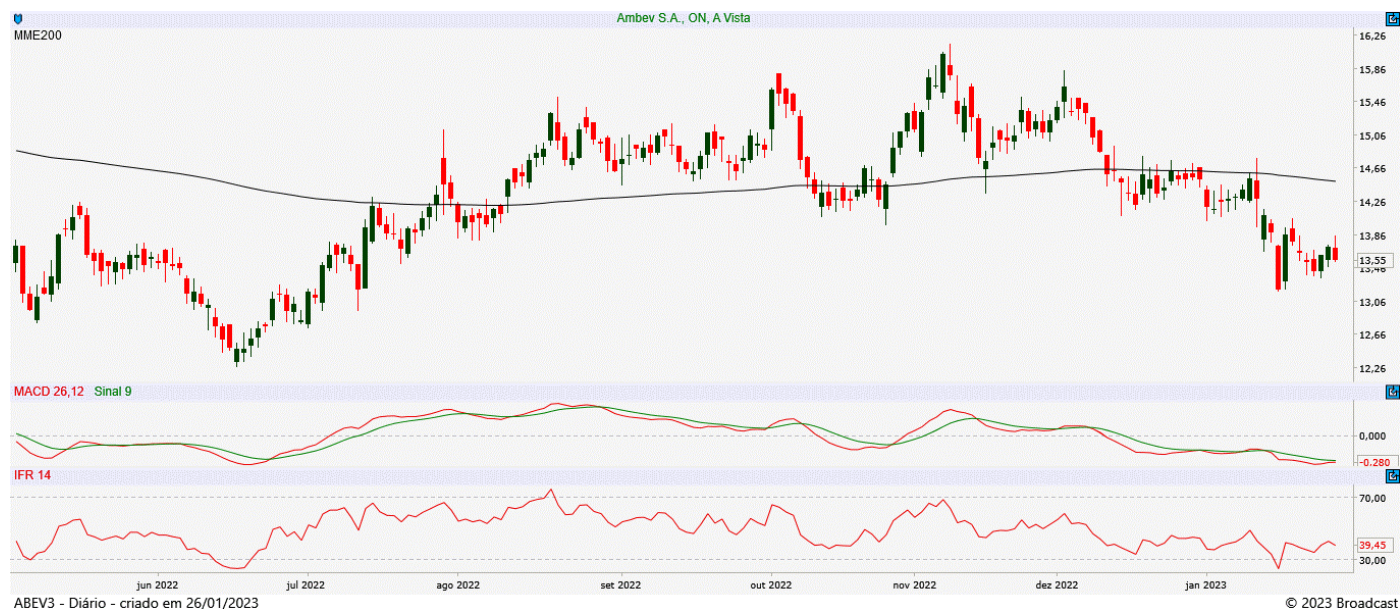 Ambev S.A., ON, A Vista
MME200
16,26
15,86
15,46
15,06
14,66
14,26
13,86
13,55
13,46
13,06
12,66
12,26
MACD 26,12 Sinal 9
0,000
-0.280
IFR 14
70,00
39.45
30,00
jun 2022 jul 2022 ago 2022 set 2022 out 2022 nov 2022 dez 2022 jan 2023
ABEV3 - Diário - criado em 26/01/2023 © 2023 Broadcast